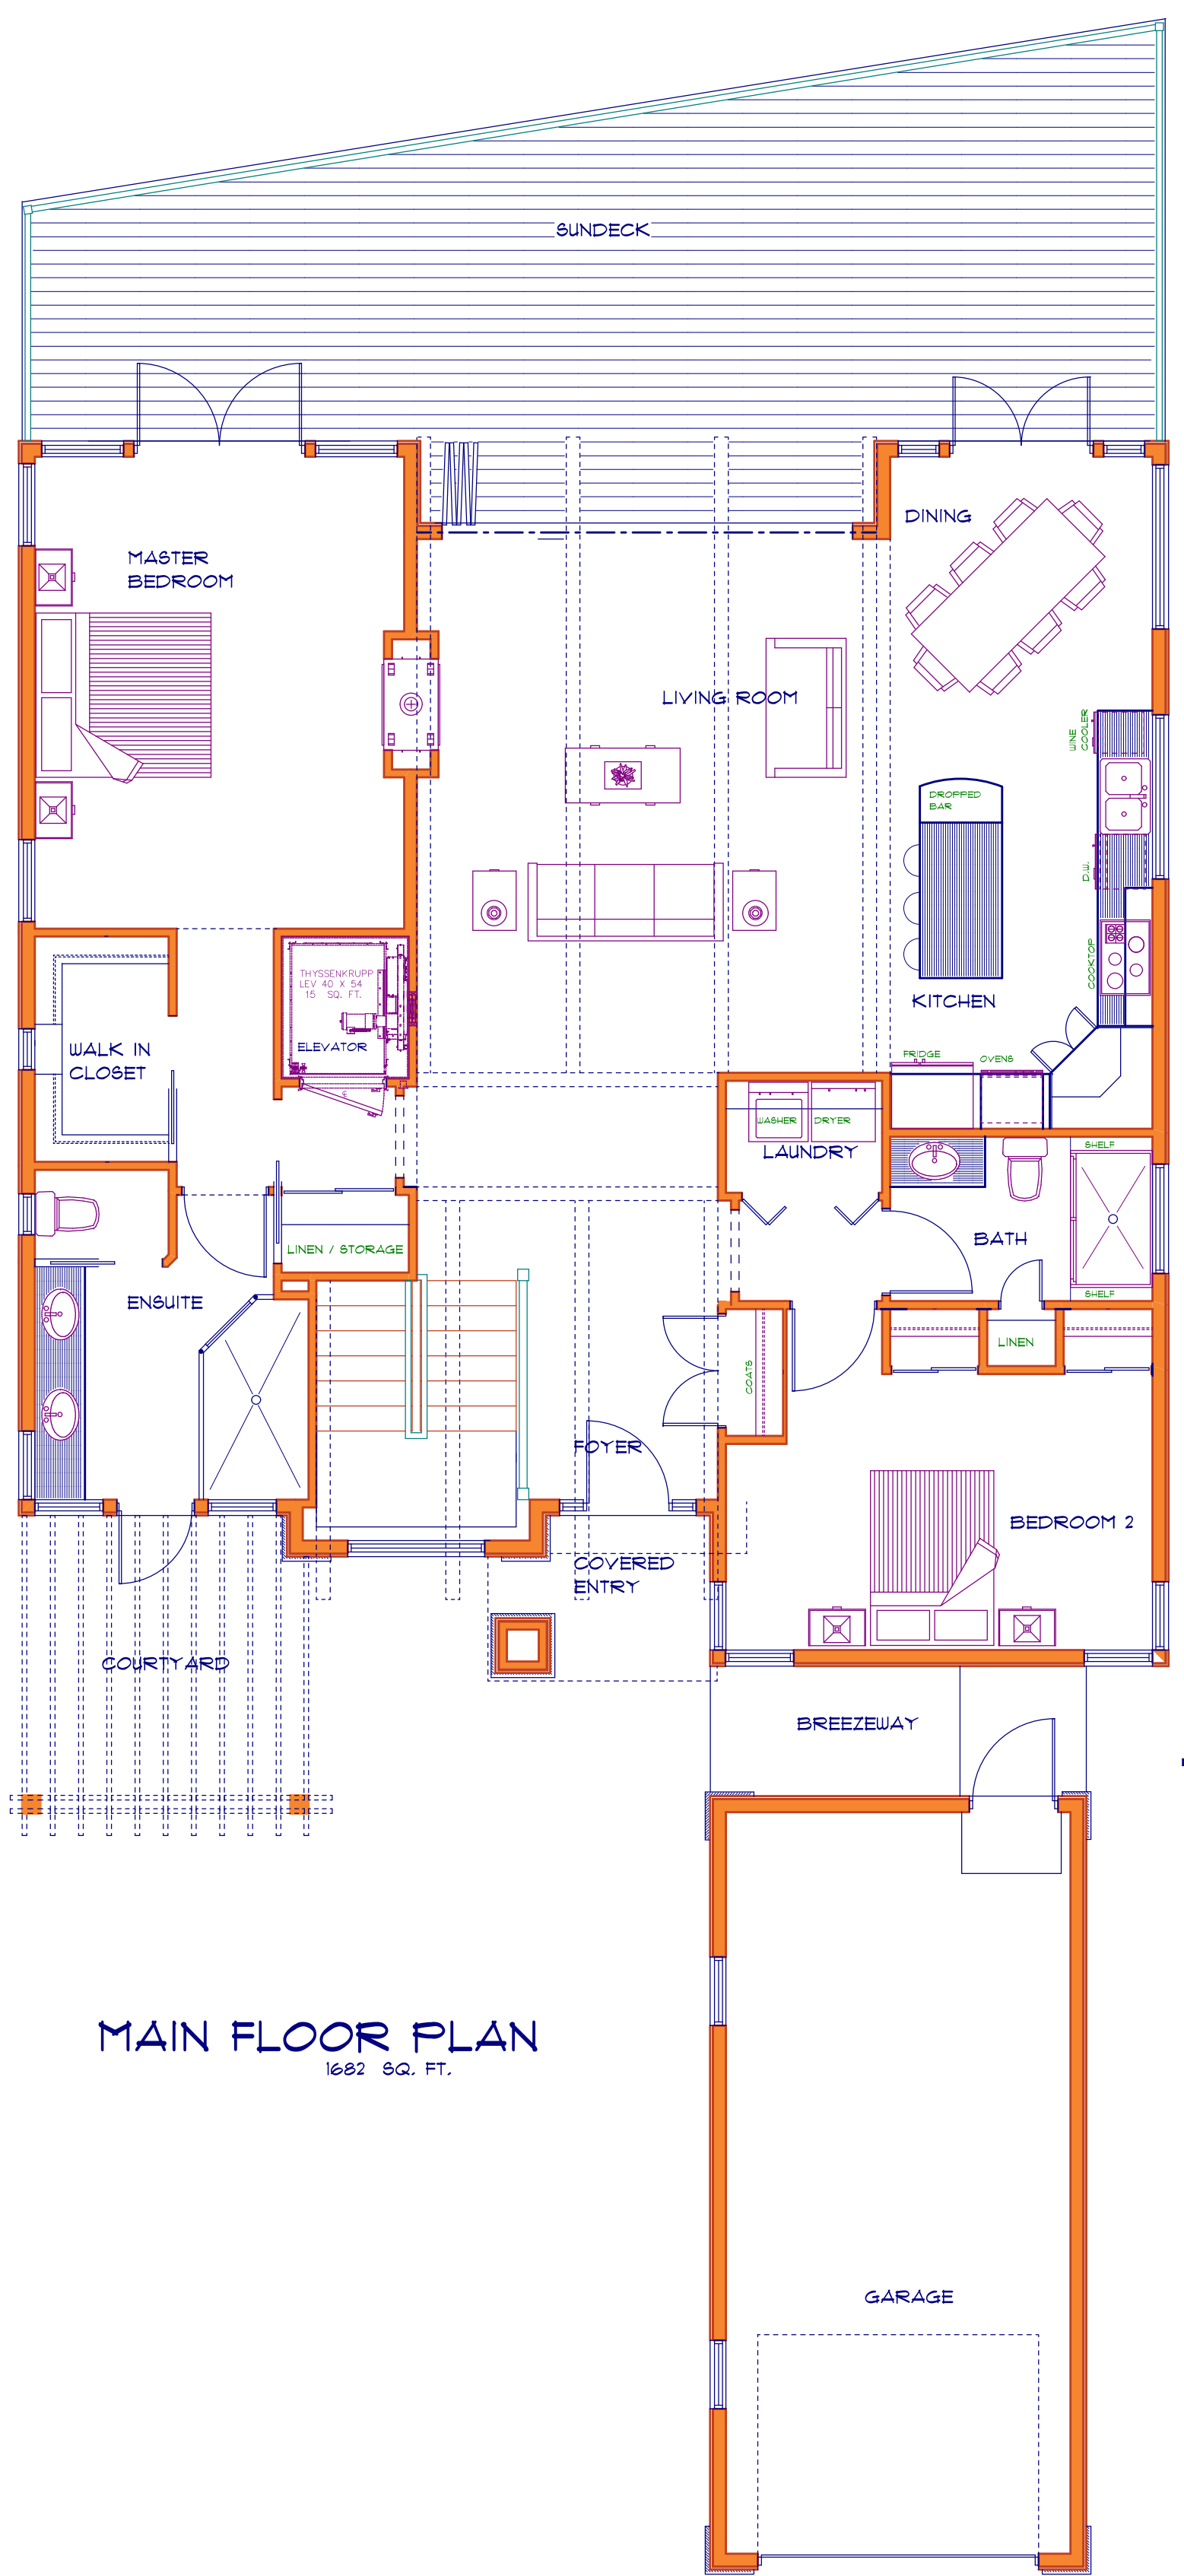 SUNDECK
DINING
MASTER
BEDROOM
LIVING ROOM
WINE
COOLER
DROPPED
BAR
D.W.
COOKTOP
THYSSENKRUPP
LEV 40 X 54
15 SQ. FT.
ELEVATOR
KITCHEN
WALK IN
CLOSET
FRIDGE
OVENS
WASHER
DRYER
LAUNDRY
SHELF
BATH
LINEN / STORAGE
SHELF
ENSUITE
LINEN
COATS
FOYER
BEDROOM 2
COVERED
ENTRY
COURTYARD
BREEZEWAY
MAIN FLOOR PLAN
1682 SQ. FT.
GARAGE